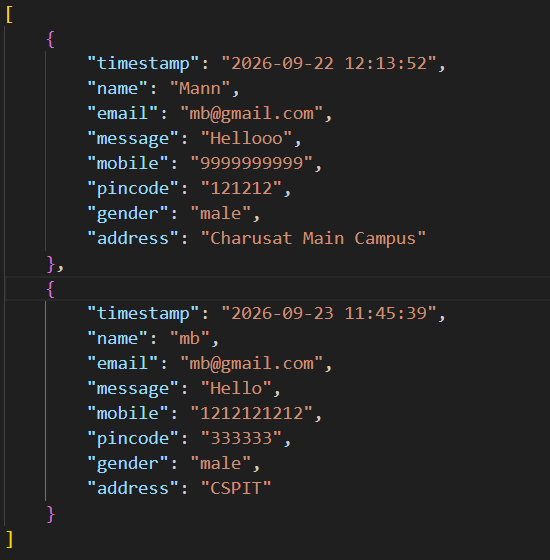 [
    {
        "timestamp": "2026-09-22 12:13:52",
        "name": "Mann",
        "email": "mb@gmail.com",
        "message": "Hellooo",
        "mobile": "9999999999",
        "pincode": "121212",
        "gender": "male",
        "address": "Charusat Main Campus"
    },
    {
        "timestamp": "2026-09-23 11:45:39",
        "name": "mb",
        "email": "mb@gmail.com",
        "message": "Hello",
        "mobile": "1212121212",
        "pincode": "333333",
        "gender": "male",
        "address": "CSPIT"
    }
]